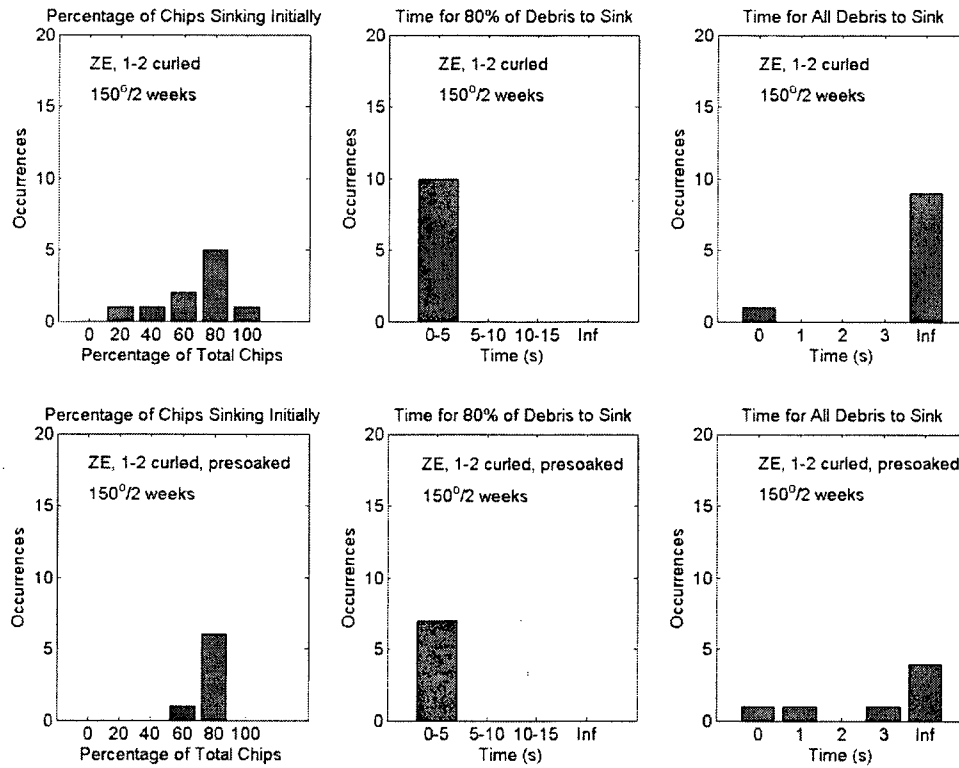 Percentage of Chips Sinking Initially
20
15
10
5
0
Occurrences
ZE, 1-2 curled
150º/2 weeks
0 20 40 60 80 100
Percentage of Total Chips
Time for 80% of Debris to Sink
20
15
10
5
0
Occurrences
ZE, 1-2 curled
150º/2 weeks
0-5 5-10 10-15 Inf
Time (s)
Time for All Debris to Sink
20
15
10
5
0
Occurrences
ZE, 1-2 curled
150º/2 weeks
0 1 2 3 Inf
Time (s)
Percentage of Chips Sinking Initially
20
15
10
5
0
Occurrences
ZE, 1-2 curled, presoaked
150º/2 weeks
0 20 40 60 80 100
Percentage of Total Chips
Time for 80% of Debris to Sink
20
15
10
5
0
Occurrences
ZE, 1-2 curled, presoaked
150º/2 weeks
0-5 5-10 10-15 Inf
Time (s)
Time for All Debris to Sink
20
15
10
5
0
Occurrences
ZE, 1-2 curled, presoaked
150º/2 weeks
0 1 2 3 Inf
Time (s)